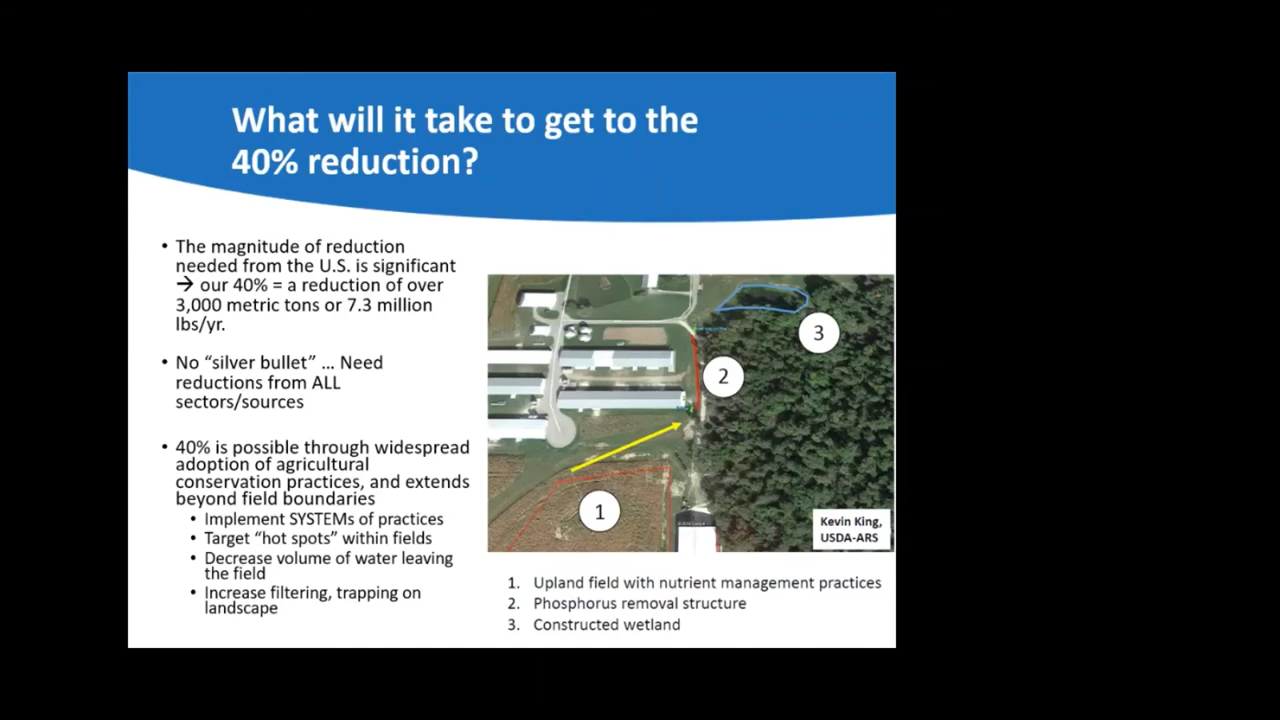 What will it take to get to the
40% reduction?
• The magnitude of reduction
needed from the U.S. is significant
→ our 40% = a reduction of over
3,000 metric tons or 7.3 million
lbs/yr.
• No “silver bullet” … Need
reductions from ALL
sectors/sources
• 40% is possible through widespread
adoption of agricultural
conservation practices, and extends
beyond field boundaries
• Implement SYSTEMs of practices
• Target “hot spots” within fields
• Decrease volume of water leaving
the field
• Increase filtering, trapping on
landscape
3
2
1
Kevin King,
USDA-ARS
1. Upland field with nutrient management practices
2. Phosphorus removal structure
3. Constructed wetland